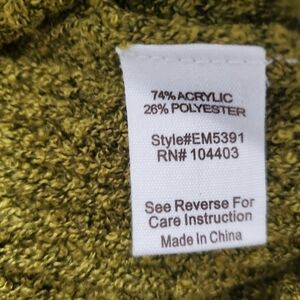 74% ACRYLIC
26% POLYESTER
Style#EM5391
RN# 104403
See Reverse For
Care Instruction
Made In China